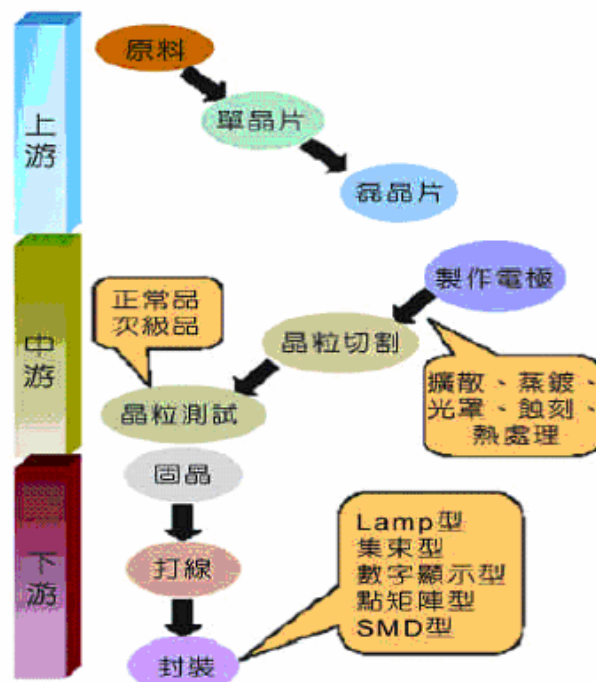 上游
原料
單晶片
磊晶片
中游
製作電極
正常品
次級品
晶粒切割
擴散、蒸鍍、
光罩、蝕刻、
熱處理
晶粒測試
下游
固晶
打線
封裝
Lamp型
集束型
數字顯示型
點矩陣型
SMD型